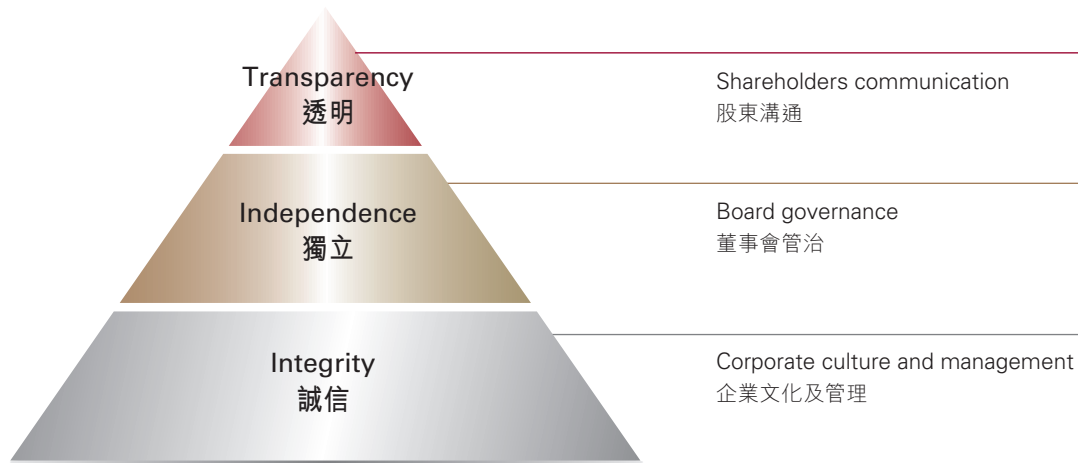 Transparency
透明
Shareholders communication
股東溝通
Independence
獨立
Board governance
董事會管治
Integrity
誠信
Corporate culture and management
企業文化及管理